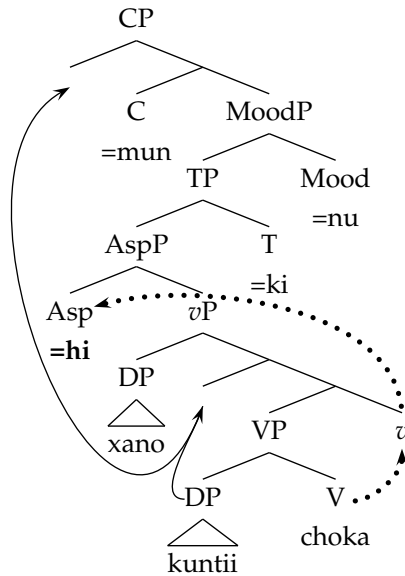 CP
C MoodP
=mun
TP Mood
=nu
AspP T
=ki
Asp vP
=hi
DP
xano
VP v
DP V
choka
kuntii